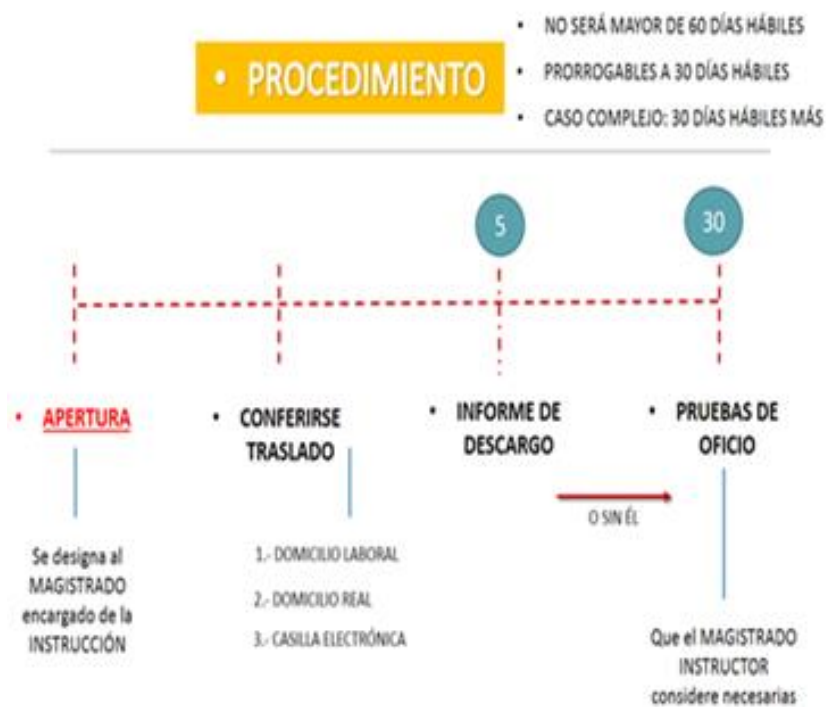 • PROCEDIMIENTO
• NO SERÁ MAYOR DE 60 DÍAS HÁBILES
• PRORROGABLES A 30 DÍAS HÁBILES
• CASO COMPLEJO: 30 DÍAS HÁBILES MÁS
5
30
• APERTURA
Se designa al
MAGISTRADO
encargado de la
INSTRUCCIÓN
• CONFERIRSE
TRASLADO
1.- DOMICILIO LABORAL
2.- DOMICILIO REAL
3.- CASILLA ELECTRÓNICA
• INFORME DE
DESCARGO
O SIN ÉL
• PRUEBAS DE
OFICIO
Que el MAGISTRADO
INSTRUCTOR
considere necesarias